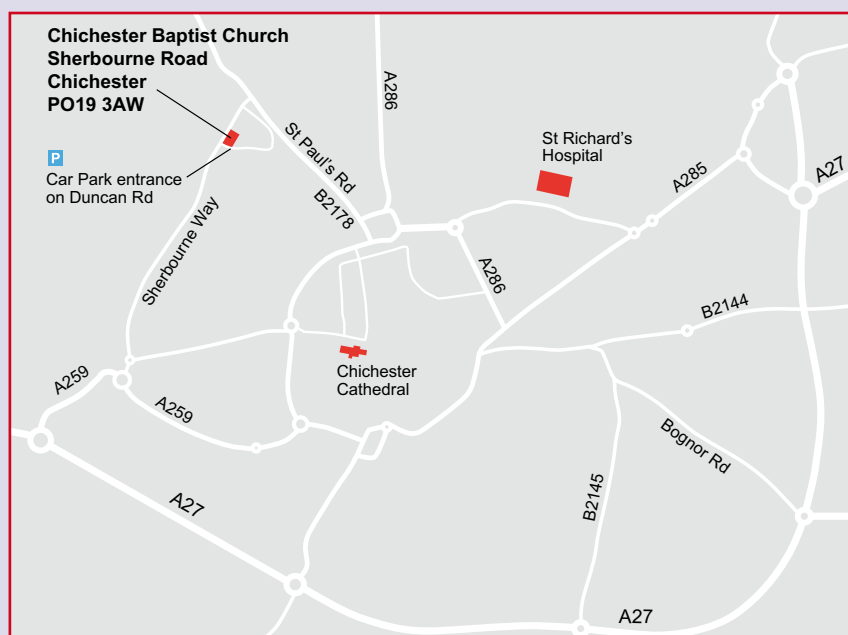 Chichester Baptist Church
Sherbourne Road
Chichester
PO19 3AW
P
Car Park entrance
on Duncan Rd
St Paul's Rd
B2178
A286
St Richard's
Hospital
A285
A27
Sherbourne Way
A286
B2144
Chichester
Cathedral
A259
A259
Bognor Rd
B2145
A27
A27